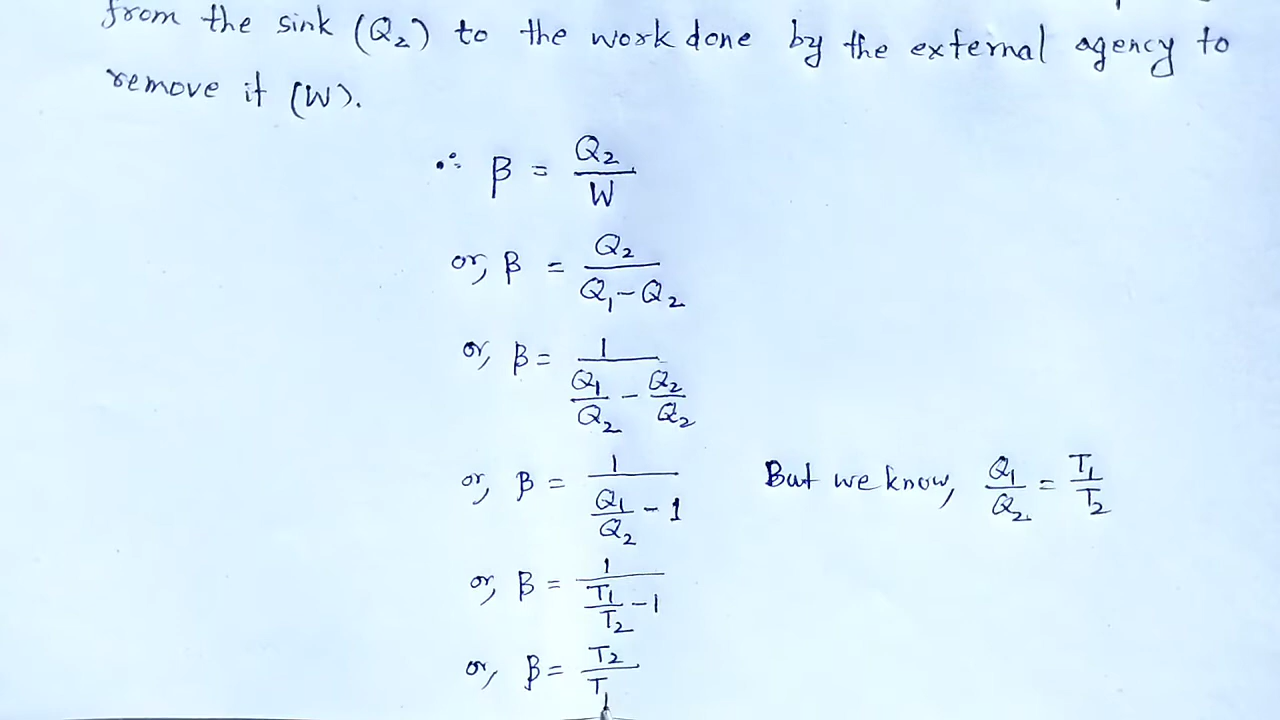 from the sink (Q₂) to the work done by the external agency to
remove it (W).
∴ β = Q₂/W
or, β = Q₂/(Q₁-Q₂)
or, β = 1/(Q₁/Q₂ - Q₂/Q₂)
or, β = 1/(Q₁/Q₂ - 1) But we know, Q₁/Q₂ = T₁/T₂
or, β = 1/(T₁/T₂ - 1)
or, β = T₂/T₁